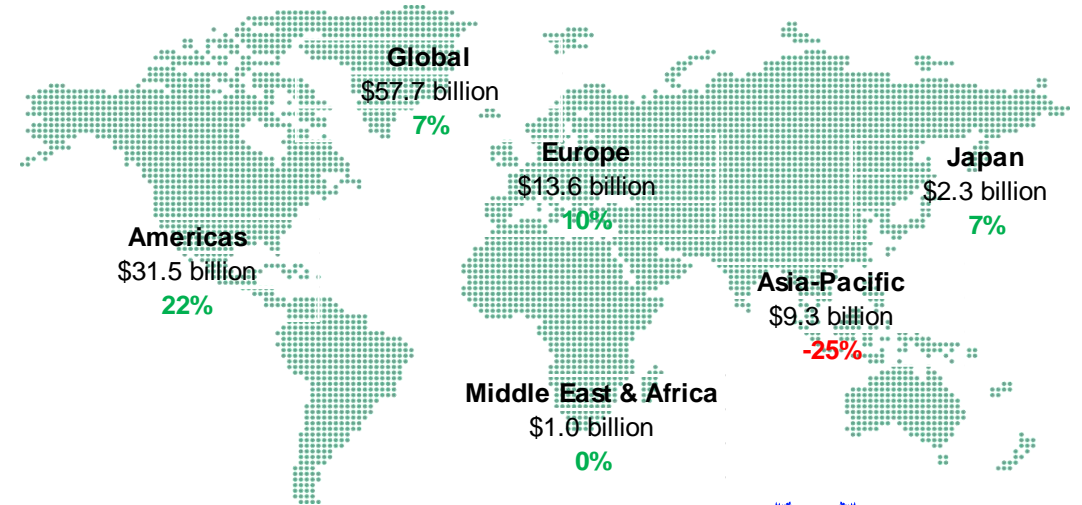 Global
$57.7 billion
7%
Europe
$13.6 billion
10%
Japan
$2.3 billion
7%
Americas
$31.5 billion
22%
Asia-Pacific
$9.3 billion
-25%
Middle East & Africa
$1.0 billion
0%